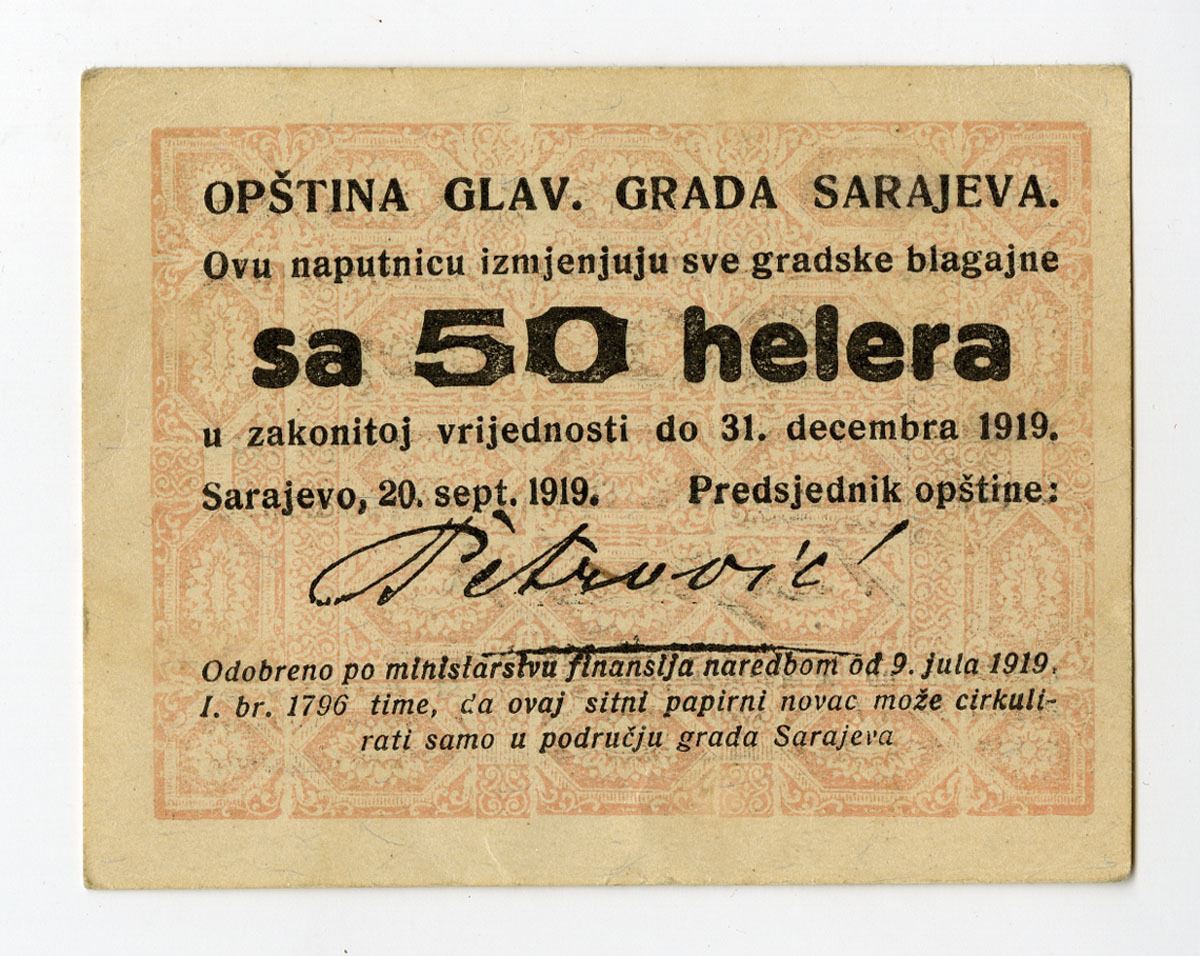 OPŠTINA GLAV. GRADA SARAJEVA.
Ovu naputnicu izmjenjuju sve gradske blagajne
sa 50 helera
u zakonitoj vrijednosti do 31. decembra 1919.
Sarajevo, 20. sept. 1919. Predsjednik opštine:
Petrović
Odobreno po ministarstvu finansija naredbom od 9. jula 1919.
I. br. 1796 time, da ovaj sitni papirni novac može cirkuli-
rati samo u području grada Sarajeva